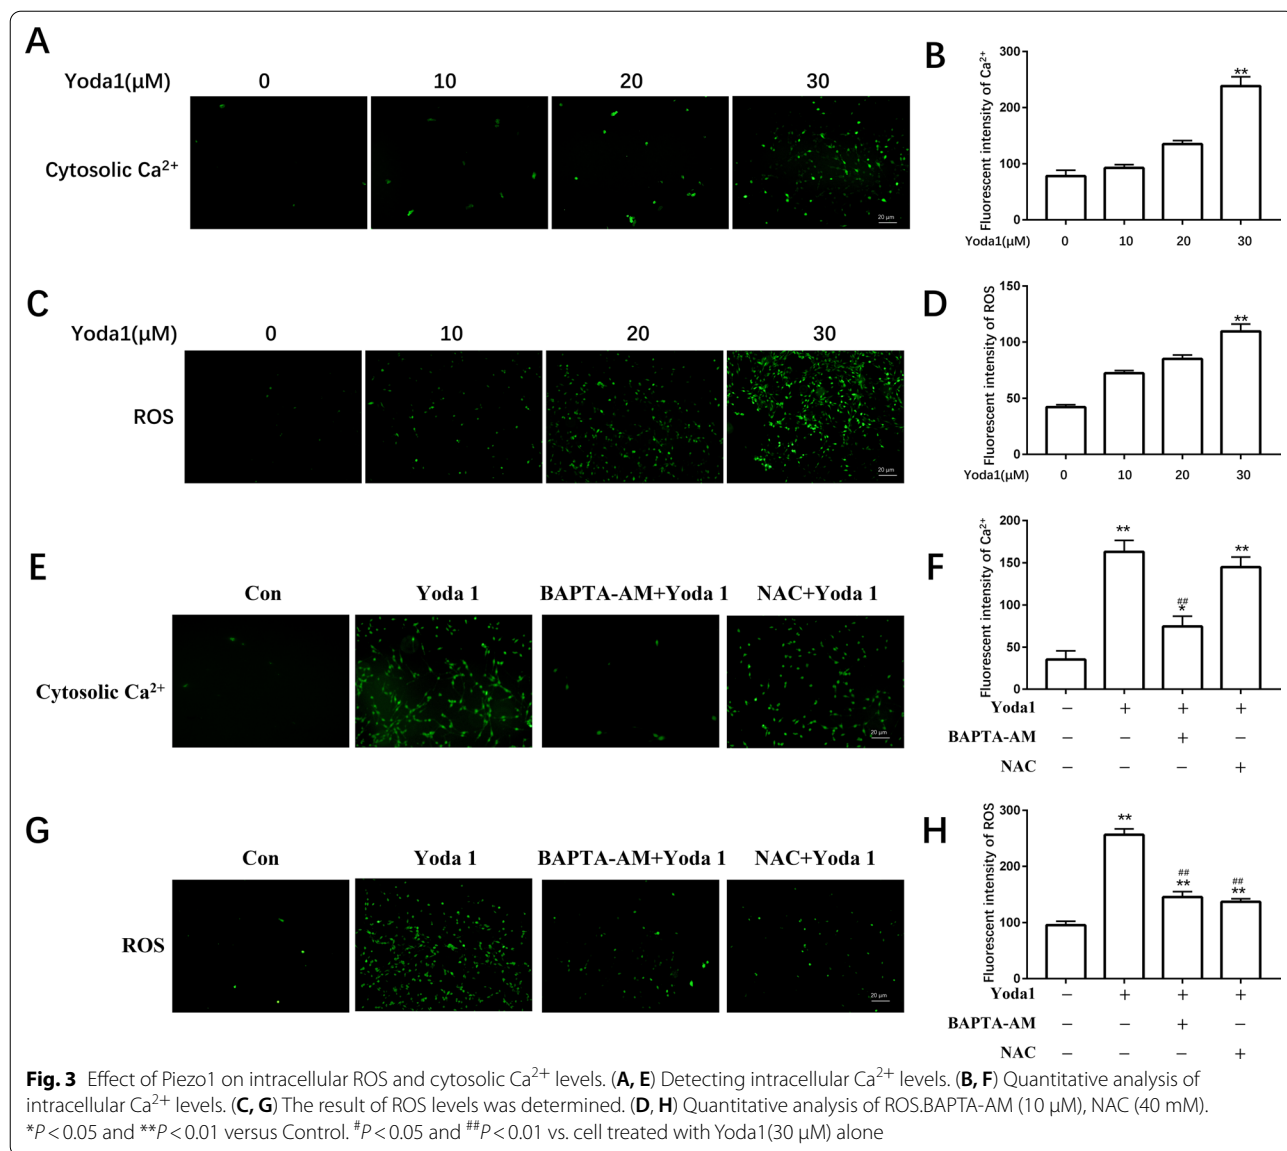 A
Yoda1(μM) 0 10 20 30
Cytosolic Ca²⁺
20 μm
B
Fluorescent intensity of Ca²⁺
300
200
100
0
Yoda1(μM) 0 10 20 30
**
C
Yoda1(μM) 0 10 20 30
ROS
20 μm
D
Fluorescent intensity of ROS
150
100
50
0
Yoda1(μM) 0 10 20 30
**
E
Con Yoda 1 BAPTA-AM+Yoda 1 NAC+Yoda 1
Cytosolic Ca²⁺
20 μm
F
Fluorescent intensity of Ca²⁺
200
150
100
50
0
**
##
*
**
Yoda1 – + + +
BAPTA-AM – – + –
NAC – – – +
G
Con Yoda 1 BAPTA-AM+Yoda 1 NAC+Yoda 1
ROS
20 μm
H
Fluorescent intensity of ROS
300
200
100
0
**
## ##
** **
Yoda1 – + + +
BAPTA-AM – – + –
NAC – – – +
Fig. 3 Effect of Piezo1 on intracellular ROS and cytosolic Ca²⁺ levels. (A, E) Detecting intracellular Ca²⁺ levels. (B, F) Quantitative analysis of
intracellular Ca²⁺ levels. (C, G) The result of ROS levels was determined. (D, H) Quantitative analysis of ROS.BAPTA-AM (10 μM), NAC (40 mM).
*P < 0.05 and **P < 0.01 versus Control. #P < 0.05 and ##P < 0.01 vs. cell treated with Yoda1(30 μM) alone